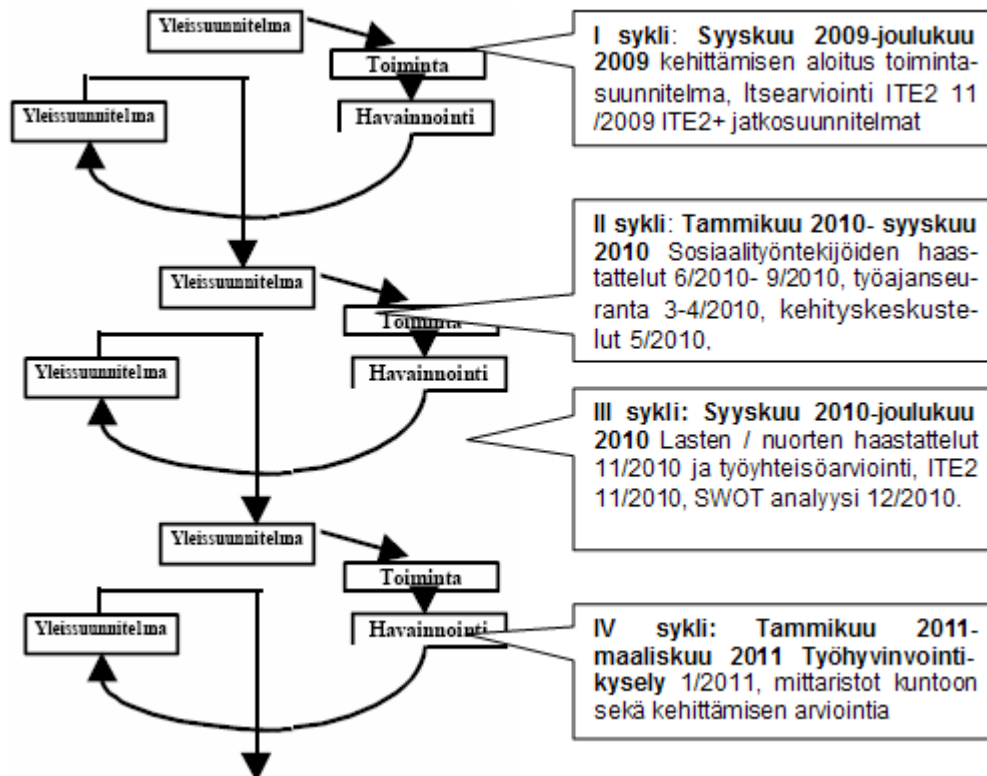 Yleissuunnitelma
Toiminta
Havainnointi
Yleissuunnitelma
I sykli: Syyskuu 2009-joulukuu
2009 kehittämisen aloitus toiminta-
suunnitelma, Itsearviointi ITE2 11
/2009 ITE2+ jatkosuunnitelmat
Yleissuunnitelma
Toiminta
Havainnointi
Yleissuunnitelma
II sykli: Tammikuu 2010- syyskuu
2010 Sosiaalityöntekijöiden haas-
tattelut 6/2010- 9/2010, työajanseu-
ranta 3-4/2010, kehityskeskuste-
lut 5/2010,
III sykli: Syyskuu 2010-joulukuu
2010 Lasten / nuorten haastattelut
11/2010 ja työyhteisöarviointi, ITE2
11/2010, SWOT analyysi 12/2010.
Yleissuunnitelma
Toiminta
Havainnointi
Yleissuunnitelma
IV sykli: Tammikuu 2011-
maaliskuu 2011 Työhyvinvointi-
kysely 1/2011, mittaristot kuntoon
sekä kehittämisen arviointia